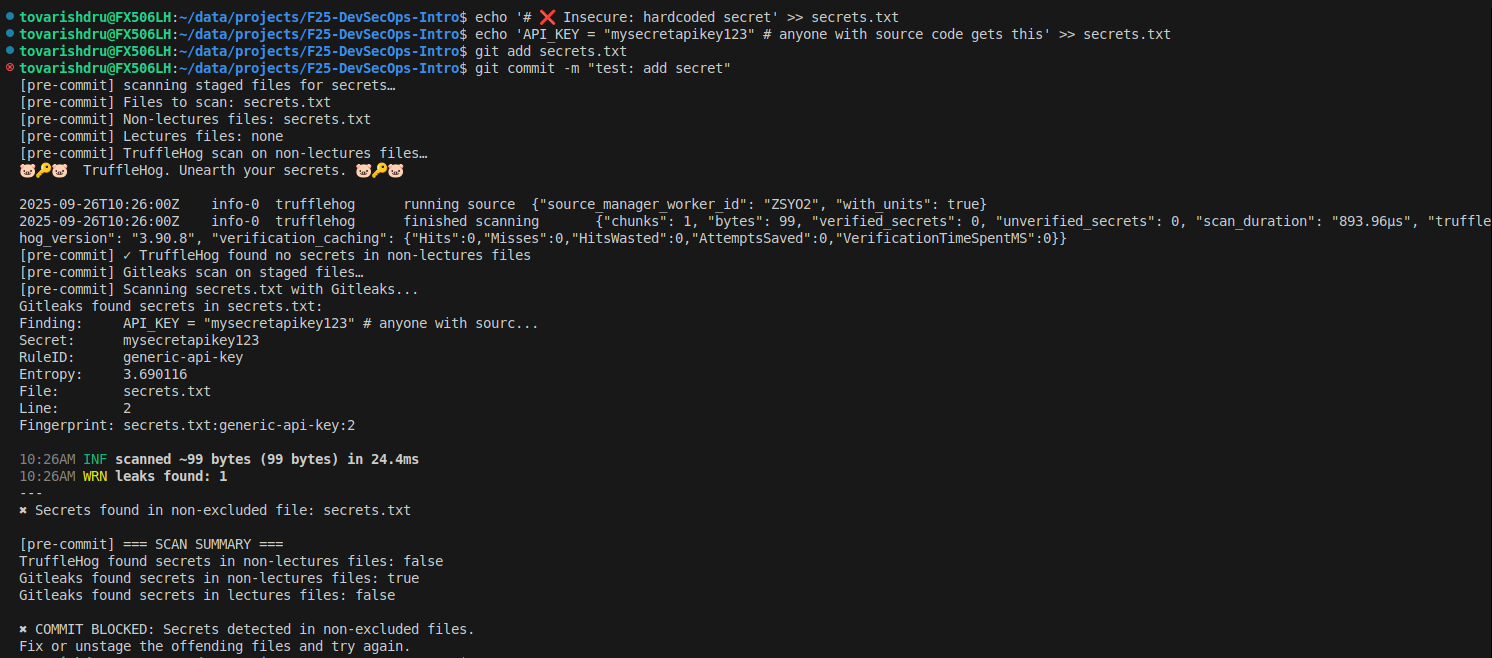 tovarishdru@FX506LH:~/data/projects/F25-DevSecOps-Intro$ echo '# ❌ Insecure: hardcoded secret' >> secrets.txt
tovarishdru@FX506LH:~/data/projects/F25-DevSecOps-Intro$ echo 'API_KEY = "mysecretapikey123" # anyone with source code gets this' >> secrets.txt
tovarishdru@FX506LH:~/data/projects/F25-DevSecOps-Intro$ git add secrets.txt
tovarishdru@FX506LH:~/data/projects/F25-DevSecOps-Intro$ git commit -m "test: add secret"
[pre-commit] scanning staged files for secrets…
[pre-commit] Files to scan: secrets.txt
[pre-commit] Non-lectures files: secrets.txt
[pre-commit] Lectures files: none
[pre-commit] TruffleHog scan on non-lectures files…
🐷🔑🐷  TruffleHog. Unearth your secrets. 🐷🔑🐷
2025-09-26T10:26:00Z    info-0  trufflehog      running source  {"source_manager_worker_id": "ZSYO2", "with_units": true}
2025-09-26T10:26:00Z    info-0  trufflehog      finished scanning       {"chunks": 1, "bytes": 99, "verified_secrets": 0, "unverified_secrets": 0, "scan_duration": "893.96µs", "truffle
hog_version": "3.90.8", "verification_caching": {"Hits":0,"Misses":0,"HitsWasted":0,"AttemptsSaved":0,"VerificationTimeSpentMS":0}}
[pre-commit] ✓ TruffleHog found no secrets in non-lectures files
[pre-commit] Gitleaks scan on staged files…
[pre-commit] Scanning secrets.txt with Gitleaks...
Gitleaks found secrets in secrets.txt:
Finding:     API_KEY = "mysecretapikey123" # anyone with sourc...
Secret:      mysecretapikey123
RuleID:      generic-api-key
Entropy:     3.690116
File:        secrets.txt
Line:        2
Fingerprint: secrets.txt:generic-api-key:2
10:26AM INF scanned ~99 bytes (99 bytes) in 24.4ms
10:26AM WRN leaks found: 1
---
✖ Secrets found in non-excluded file: secrets.txt
[pre-commit] === SCAN SUMMARY ===
TruffleHog found secrets in non-lectures files: false
Gitleaks found secrets in non-lectures files: true
Gitleaks found secrets in lectures files: false
✖ COMMIT BLOCKED: Secrets detected in non-excluded files.
Fix or unstage the offending files and try again.